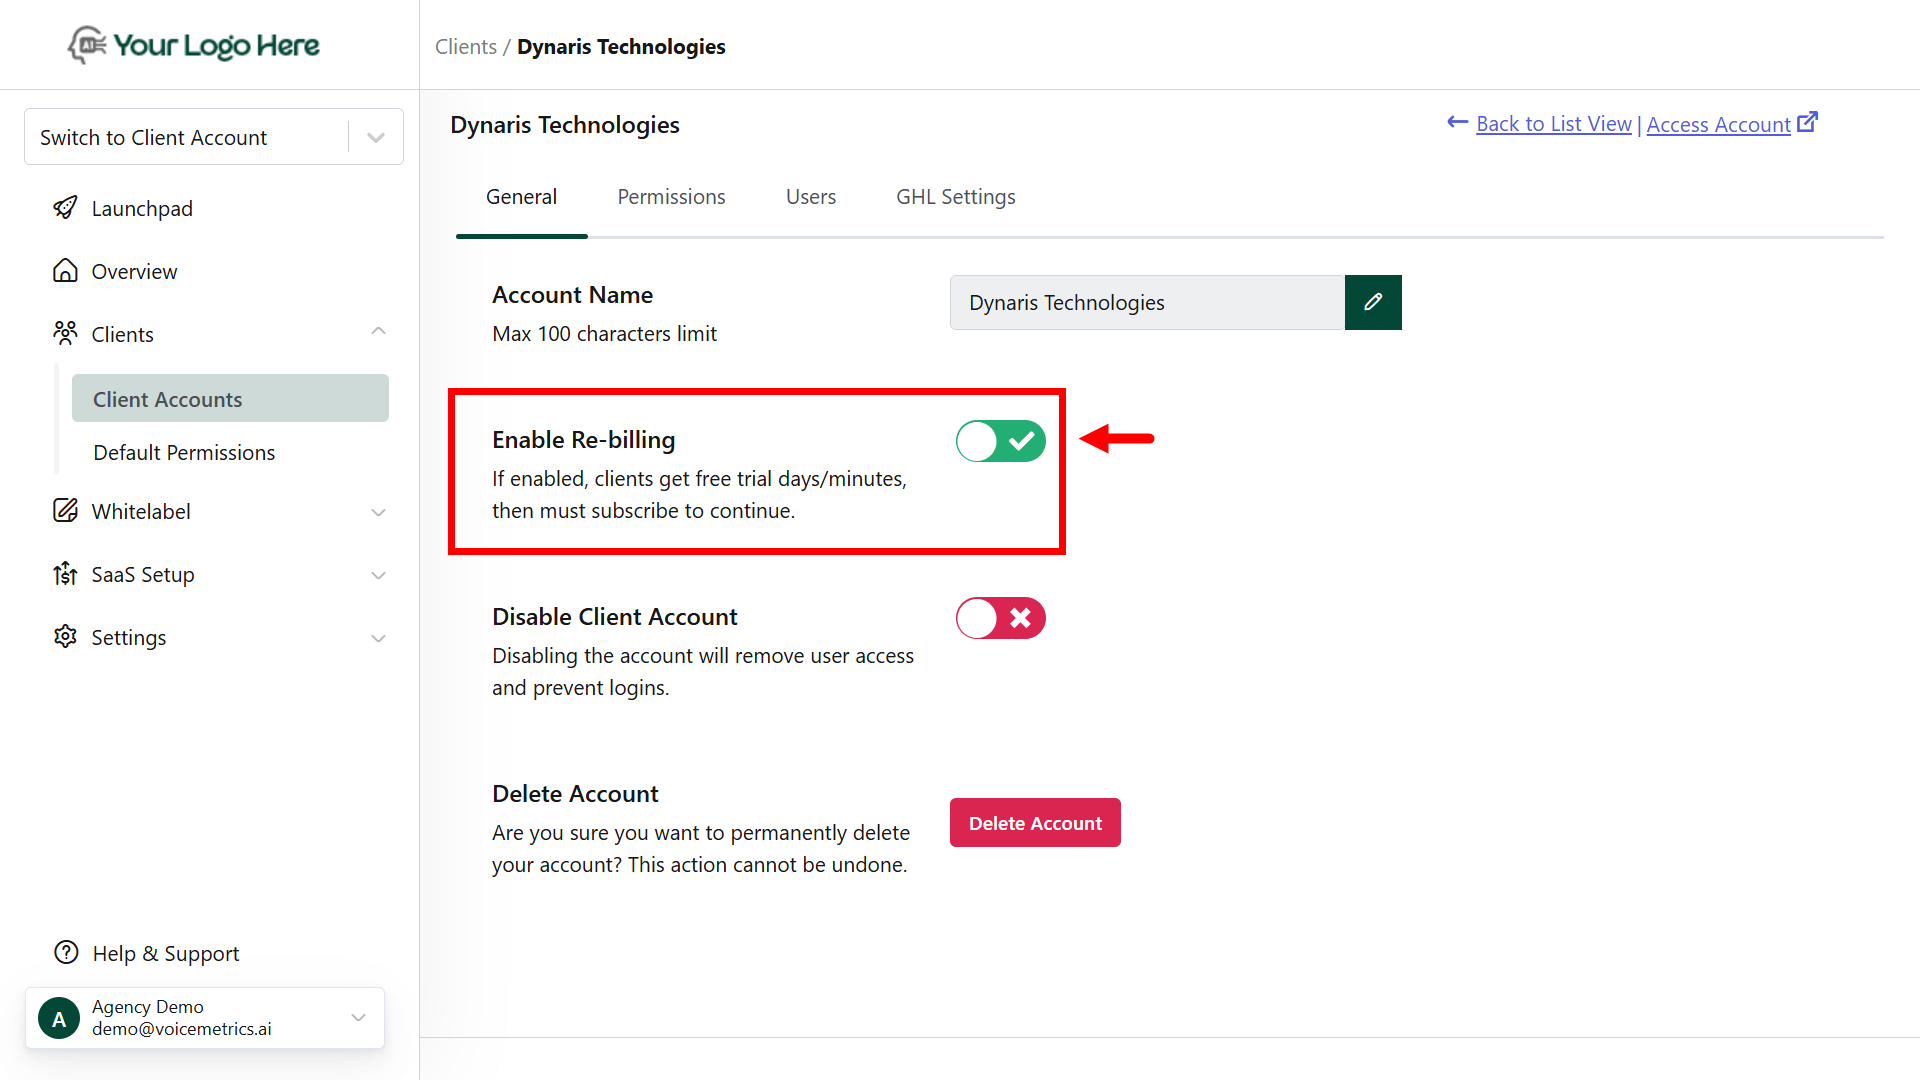 Your Logo Here
Clients / Dynaris Technologies
Switch to Client Account
Launchpad
Overview
Clients
Client Accounts
Default Permissions
Whitelabel
SaaS Setup
Settings
Help & Support
A
Agency Demo
demo@voicemetrics.ai
Dynaris Technologies
Back to List View | Access Account
General Permissions Users GHL Settings
Account Name
Max 100 characters limit
Dynaris Technologies
Enable Re-billing
If enabled, clients get free trial days/minutes,
then must subscribe to continue.
Disable Client Account
Disabling the account will remove user access
and prevent logins.
Delete Account
Are you sure you want to permanently delete
your account? This action cannot be undone.
Delete Account